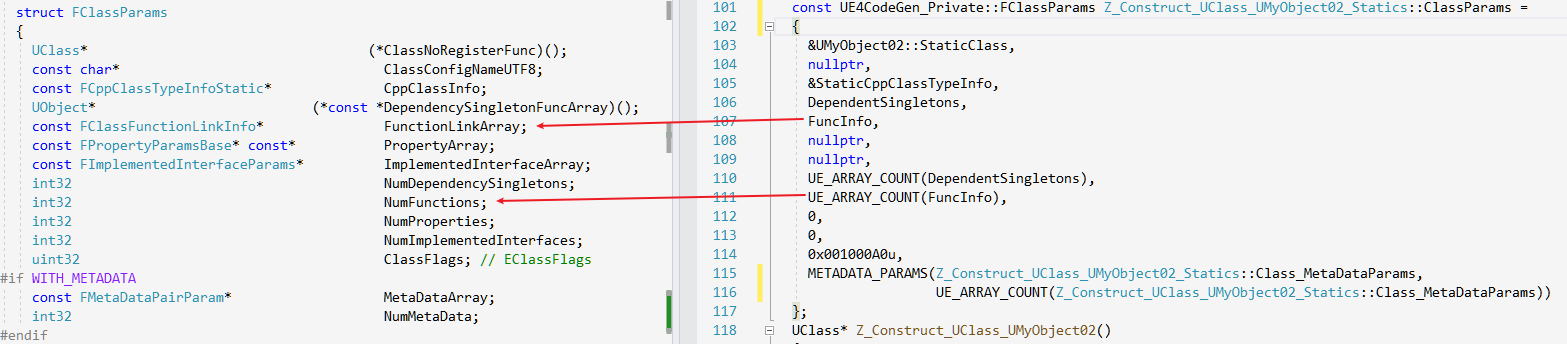 struct FClassParams
{
UClass* (*ClassNoRegisterFunc)();
const char* ClassConfigNameUTF8;
const FCppClassTypeInfoStatic* CppClassInfo;
UObject* (*const *DependencySingletonFuncArray)();
const FClassFunctionLinkInfo* FunctionLinkArray;
const FPropertyParamsBase* const* PropertyArray;
const FImplementedInterfaceParams* ImplementedInterfaceArray;
int32 NumDependencySingletons;
int32 NumFunctions;
int32 NumProperties;
int32 NumImplementedInterfaces;
uint32 ClassFlags; // EClassFlags
#if WITH_METADATA
const FMetaDataPairParam* MetaDataArray;
int32 NumMetaData;
#endif
101 const UE4CodeGen_Private::FClassParams Z_Construct_UClass_UMyObject02_Statics::ClassParams =
102 {
103 &UMyObject02::StaticClass,
104 nullptr,
105 &StaticCppClassTypeInfo,
106 DependentSingletons,
107 FuncInfo,
108 nullptr,
109 nullptr,
110 UE_ARRAY_COUNT(DependentSingletons),
111 UE_ARRAY_COUNT(FuncInfo),
112 0,
113 0,
114 0x001000A0u,
115 METADATA_PARAMS(Z_Construct_UClass_UMyObject02_Statics::Class_MetaDataParams,
116 UE_ARRAY_COUNT(Z_Construct_UClass_UMyObject02_Statics::Class_MetaDataParams))
117 };
118 UClass* Z_Construct_UClass_UMyObject02()